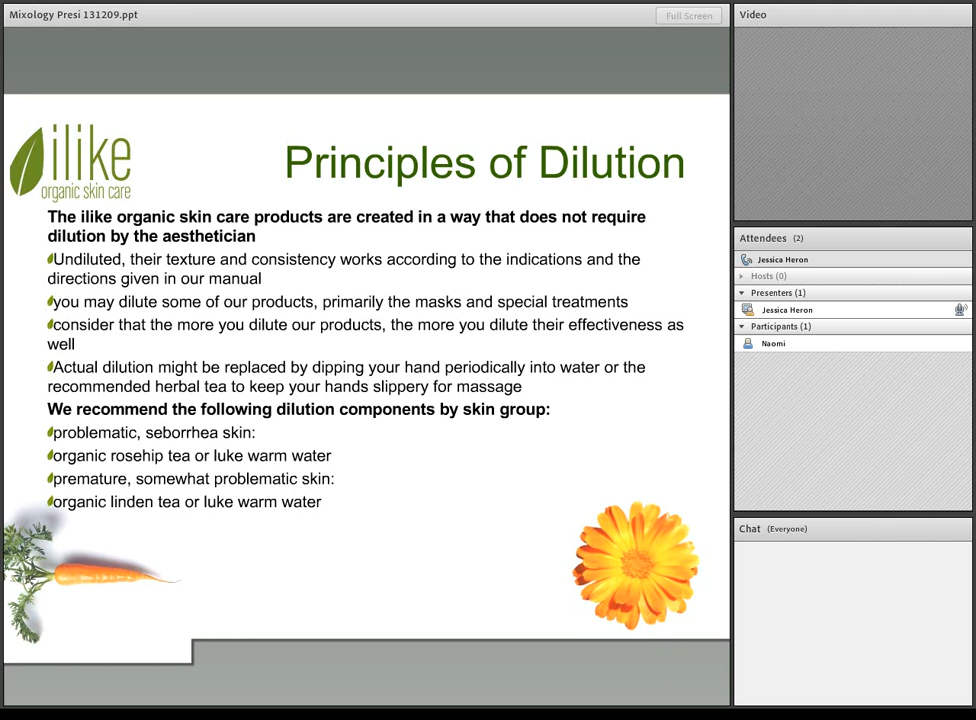 Mixology Presi 131209.ppt
Full Screen
ilike
organic skin care
Principles of Dilution
The ilike organic skin care products are created in a way that does not require
dilution by the aesthetician
Undiluted, their texture and consistency works according to the indications and the
directions given in our manual
you may dilute some of our products, primarily the masks and special treatments
consider that the more you dilute our products, the more you dilute their effectiveness as
well
Actual dilution might be replaced by dipping your hand periodically into water or the
recommended herbal tea to keep your hands slippery for massage
We recommend the following dilution components by skin group:
problematic, seborrhea skin:
organic rosehip tea or luke warm water
premature, somewhat problematic skin:
organic linden tea or luke warm water
Video
Attendees (2)
Jessica Heron
Hosts (0)
Presenters (1)
Jessica Heron
Participants (1)
Naomi
Chat (Everyone)